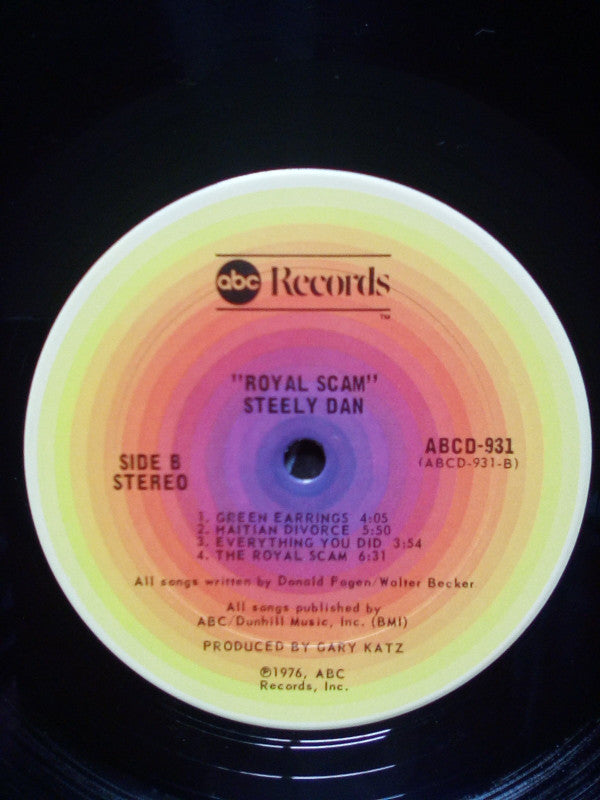 abc Records
TM
"ROYAL SCAM"
STEELY DAN
SIDE B
STEREO
ABCD-931
(ABCD-931-B)
1. GREEN EARRINGS 4:05
2. HAITIAN DIVORCE 5:50
3. EVERYTHING YOU DID 3:54
4. THE ROYAL SCAM 6:31
All songs written by Donald Fagen/Walter Becker
All songs published by
ABC/Dunhill Music, Inc. (BMI)
PRODUCED BY GARY KATZ
℗1976, ABC
Records, Inc.